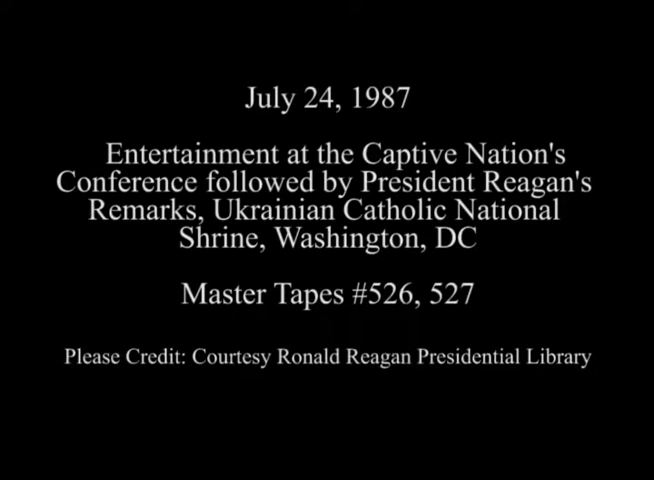 July 24, 1987
Entertainment at the Captive Nation's
Conference followed by President Reagan's
Remarks, Ukrainian Catholic National
Shrine, Washington, DC
Master Tapes #526, 527
Please Credit: Courtesy Ronald Reagan Presidential Library